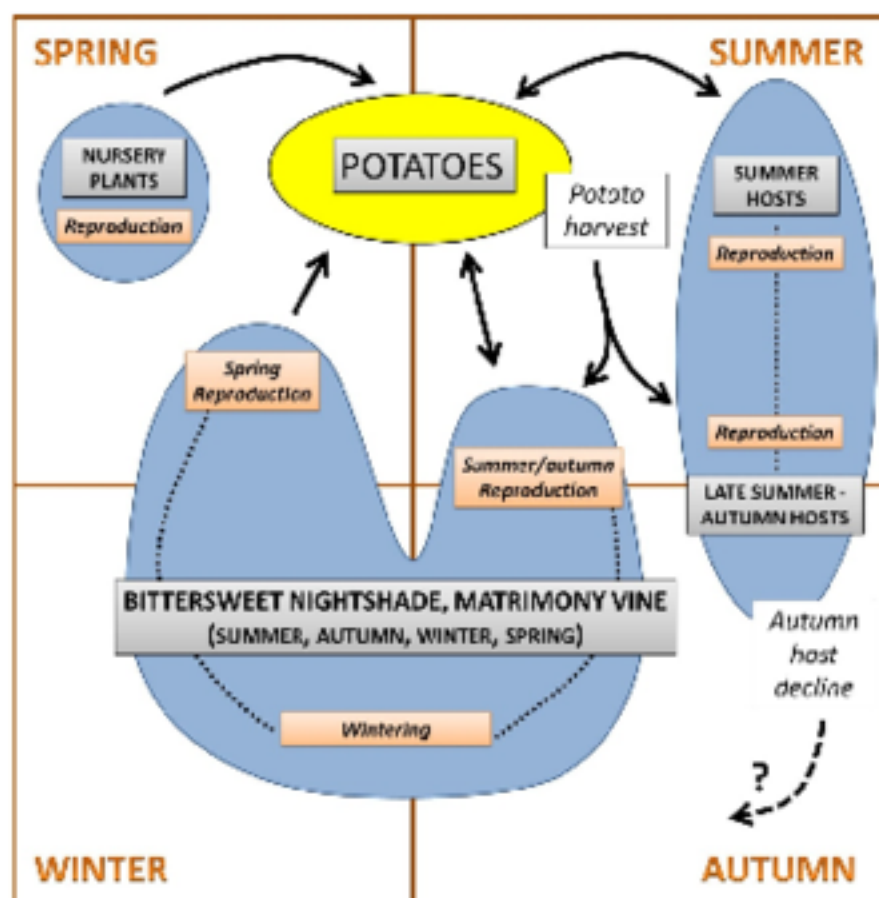 SPRING
SUMMER
NURSERY
PLANTS
Reproduction
POTATOES
Potato
harvest
SUMMER
HOSTS
Reproduction
Spring
Reproduction
Reproduction
Summer/autumn
Reproduction
LATE SUMMER -
AUTUMN HOSTS
BITTERSWEET NIGHTSHADE, MATRIMONY VINE
(SUMMER, AUTUMN, WINTER, SPRING)
Autumn
host
decline
Wintering
?
WINTER
AUTUMN